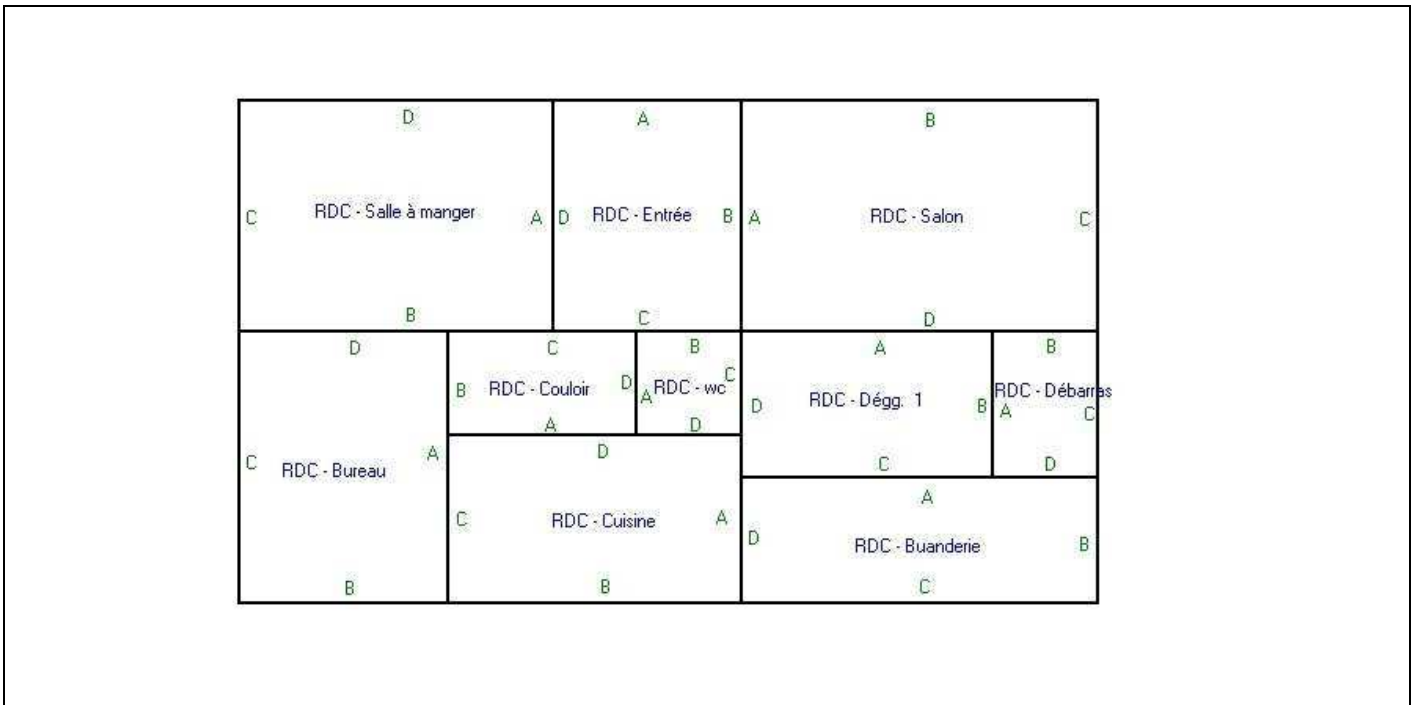 D
A
B
C RDC - Salle à manger A
D RDC - Entrée B
A RDC - Salon C
B
C
D
D
C
B
A
B
B RDC - Couloir D
A RDC - wc C
D RDC - Dégg. 1 B
RDC - Débarras
A C
A
D
C
D
C RDC - Bureau A
D
A
C RDC - Cuisine A
D RDC - Buanderie B
B
B
C